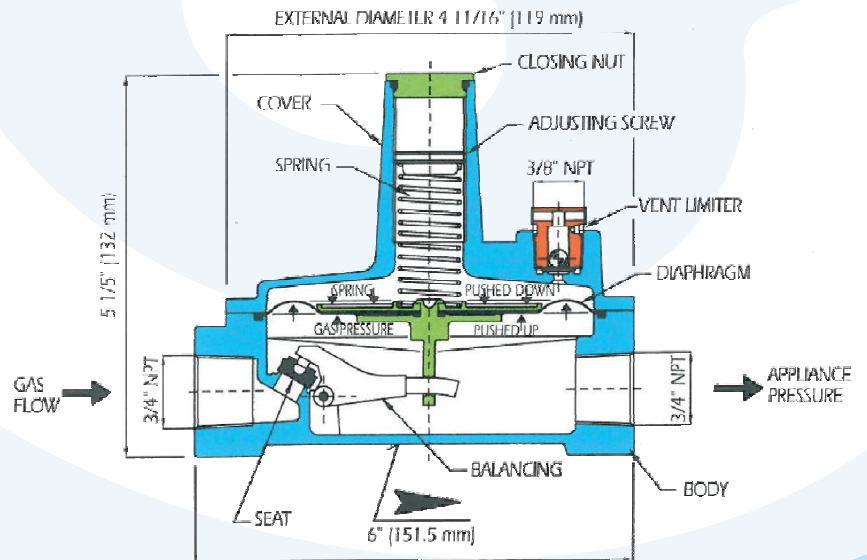 EXTERNAL DIAMETER 4 11/16" (119 mm)
CLOSING NUT
COVER
ADJUSTING SCREW
SPRING
3/8" NPT
VENT LIMITER
5 1/5" (132 mm)
DIAPHRAGM
SPRING
PUSHED DOWN
GAS PRESSURE
PUSHED UP
GAS
FLOW
3/4" NPT
3/4" NPT
APPLIANCE
PRESSURE
BALANCING
BODY
SEAT
6" (151.5 mm)